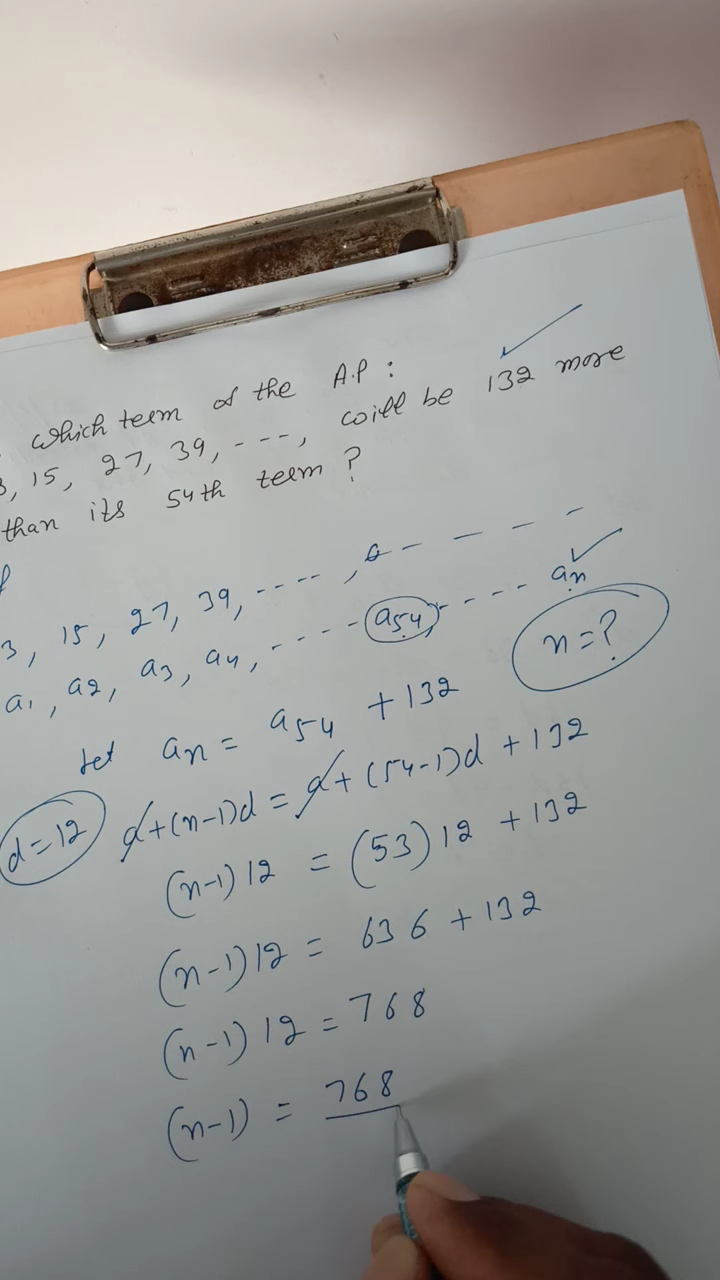 which term of the A.P :
3, 15, 27, 39, ---, will be 132 more
than its 54th term ?
3, 15, 27, 39, ----, a - - - - -
a1, a2, a3, a4, - - - - a54, - - - - an
n = ?
let an = a54 + 132
d = 12
a + (n-1)d = a + (54-1)d + 132
(n-1) 12 = (53) 12 + 132
(n-1) 12 = 636 + 132
(n-1) 12 = 768
(n-1) = 768